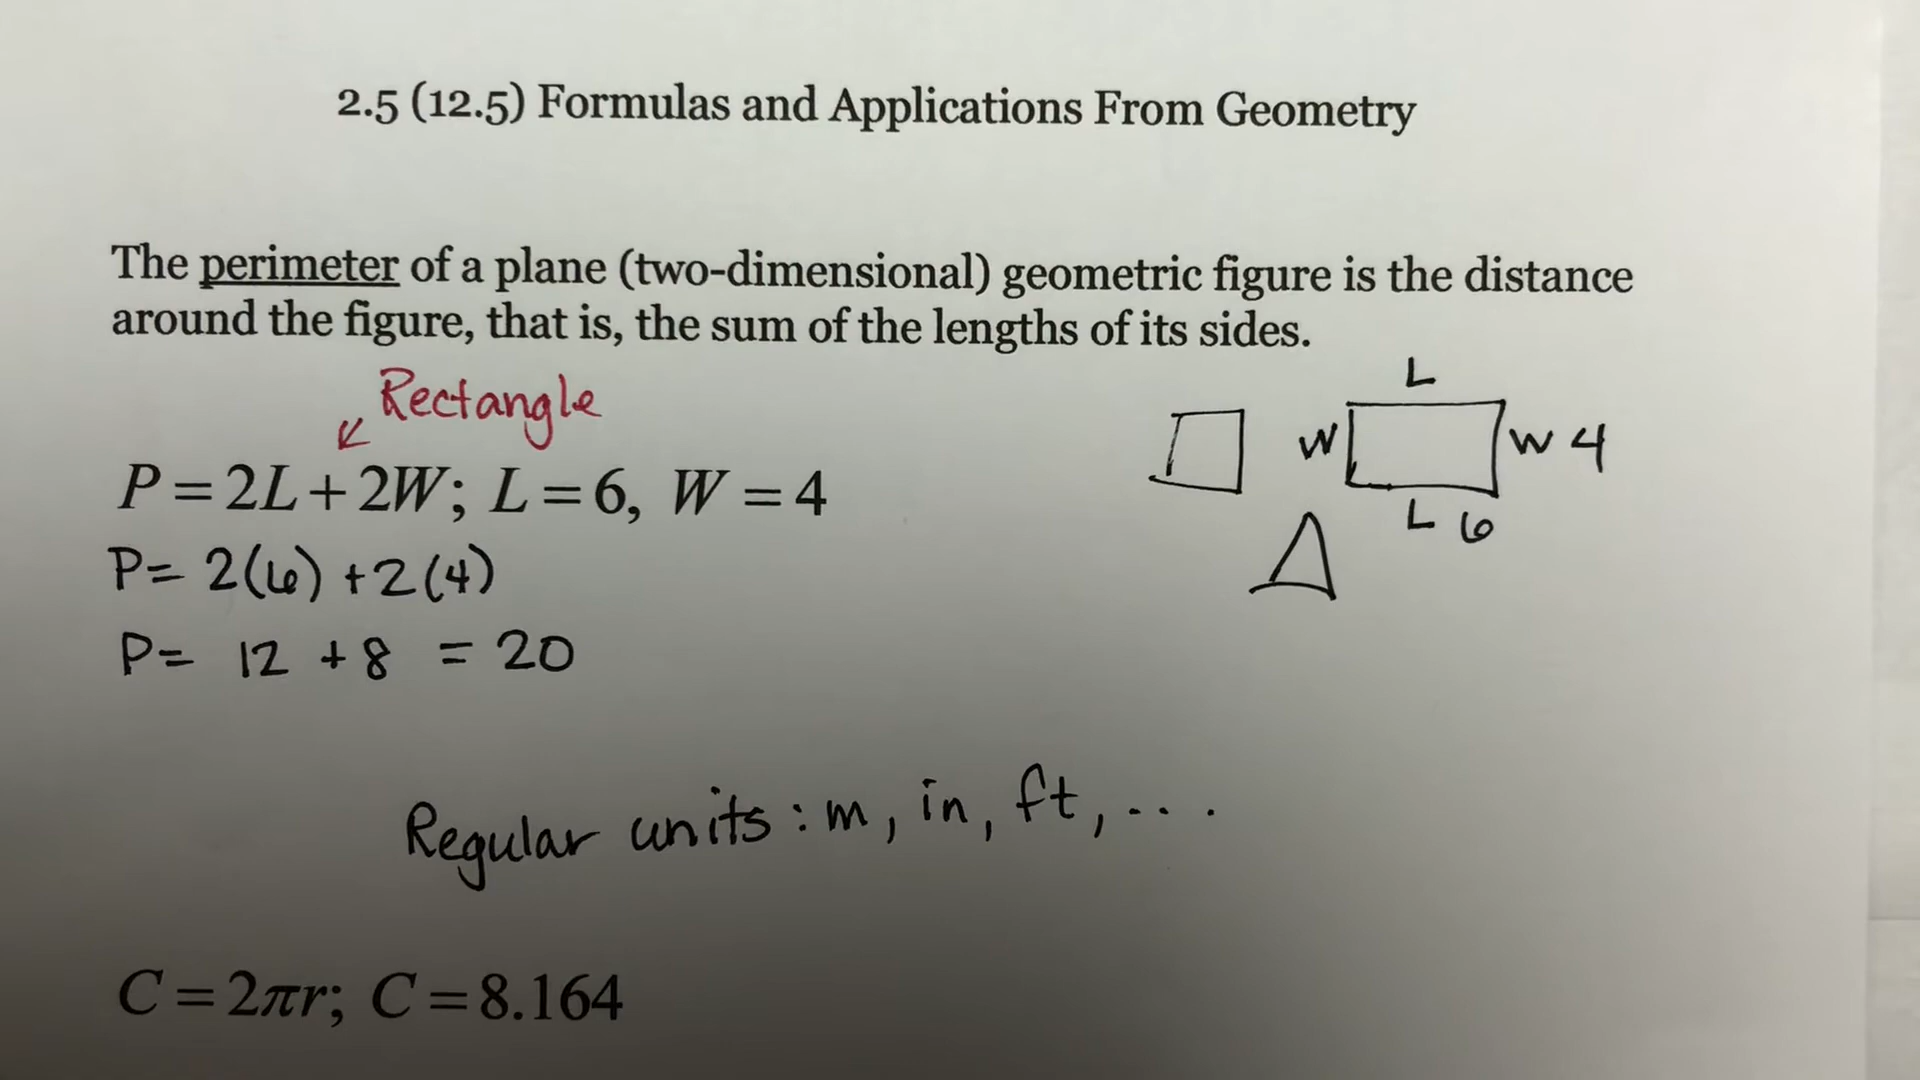 2.5 (12.5) Formulas and Applications From Geometry
The perimeter of a plane (two-dimensional) geometric figure is the distance
around the figure, that is, the sum of the lengths of its sides.
Rectangle
P = 2L + 2W; L = 6, W = 4
P = 2(6) + 2(4)
P = 12 + 8 = 20
L
W
W 4
L 6
Regular units : m, in, ft, ....
C = 2πr; C = 8.164